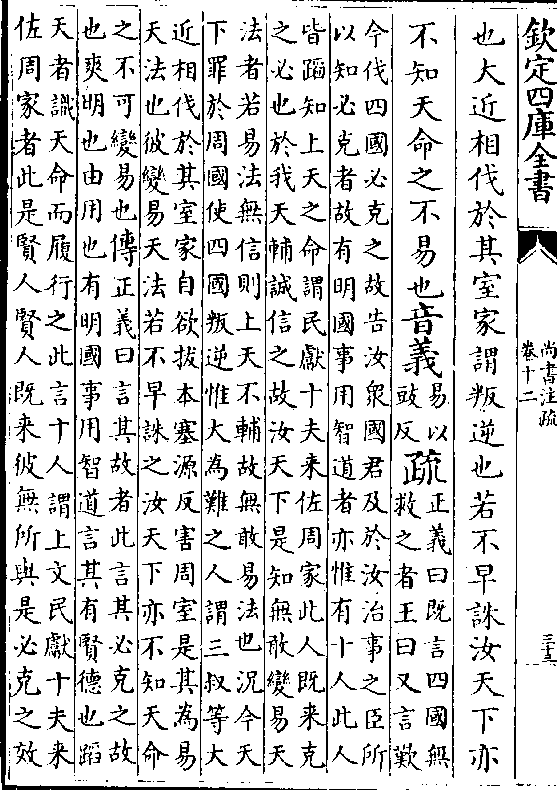 欽定四庫全書
尚書注疏
卷十二
也大近相伐於其室家謂叛逆也若不早誅汝天下亦
不知天命之不易也音義易以豉反疏正義曰既言四國無
救之者王曰又言歎
今伐四國必克之故告汝衆國君及於汝治事之臣所
以知必克者故有明國事用智道者亦惟有十人此人
皆蹈知上天之命謂民獻十夫來佐周家此人既來克
之必也於我天輔誠信之故汝天下是知無敢變易天
法者若易法無信則上天不輔故無敢易法也況今天
下罪於周國使四國叛逆惟大為難之人謂三叔等大
近相伐於其室家自欲拔本塞源反害周室是其為易
天法也彼變易天法若不早誅之汝天下亦不知天命
之不可變易也傳正義曰言其故者此言其必克之故
也爽明也由用也有明國事用智道言其有賢德也蹈
天者識天命而履行之此言十人謂上文民獻十夫來
佐周家者此是賢人賢人既來彼無所與是必克之效